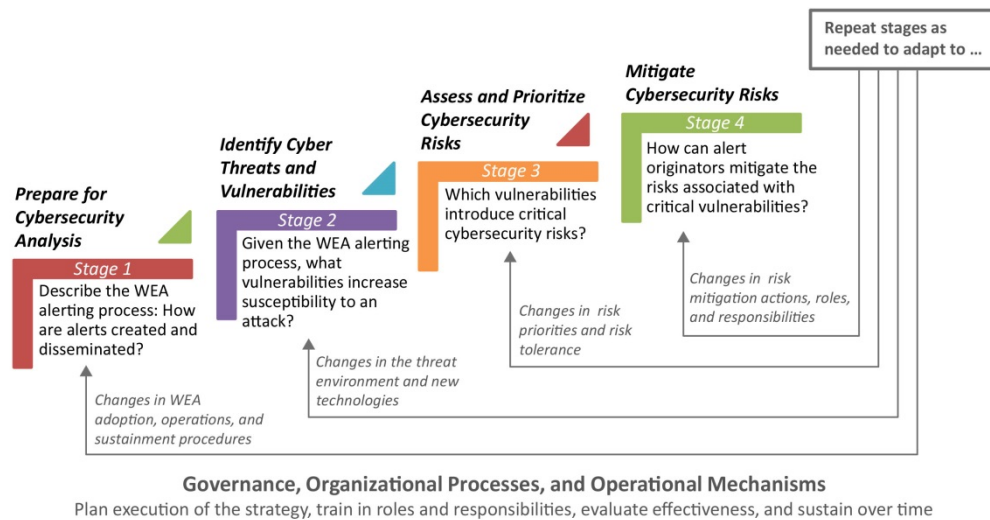 Repeat stages as
needed to adapt to ...
Mitigate
Cybersecurity Risks
Stage 4
How can alert
originators mitigate the
risks associated with
critical vulnerabilities?
Assess and Prioritize
Cybersecurity
Risks
Stage 3
Which vulnerabilities
introduce critical
cybersecurity risks?
Identify Cyber
Threats and
Vulnerabilities
Stage 2
Given the WEA alerting
process, what
vulnerabilities increase
susceptibility to an
attack?
Prepare for
Cybersecurity
Analysis
Stage 1
Describe the WEA
alerting process: How
are alerts created and
disseminated?
Changes in risk
mitigation actions, roles,
and responsibilities
Changes in risk
priorities and risk
tolerance
Changes in the threat
environment and new
technologies
Changes in WEA
adoption, operations, and
sustainment procedures
Governance, Organizational Processes, and Operational Mechanisms
Plan execution of the strategy, train in roles and responsibilities, evaluate effectiveness, and sustain over time